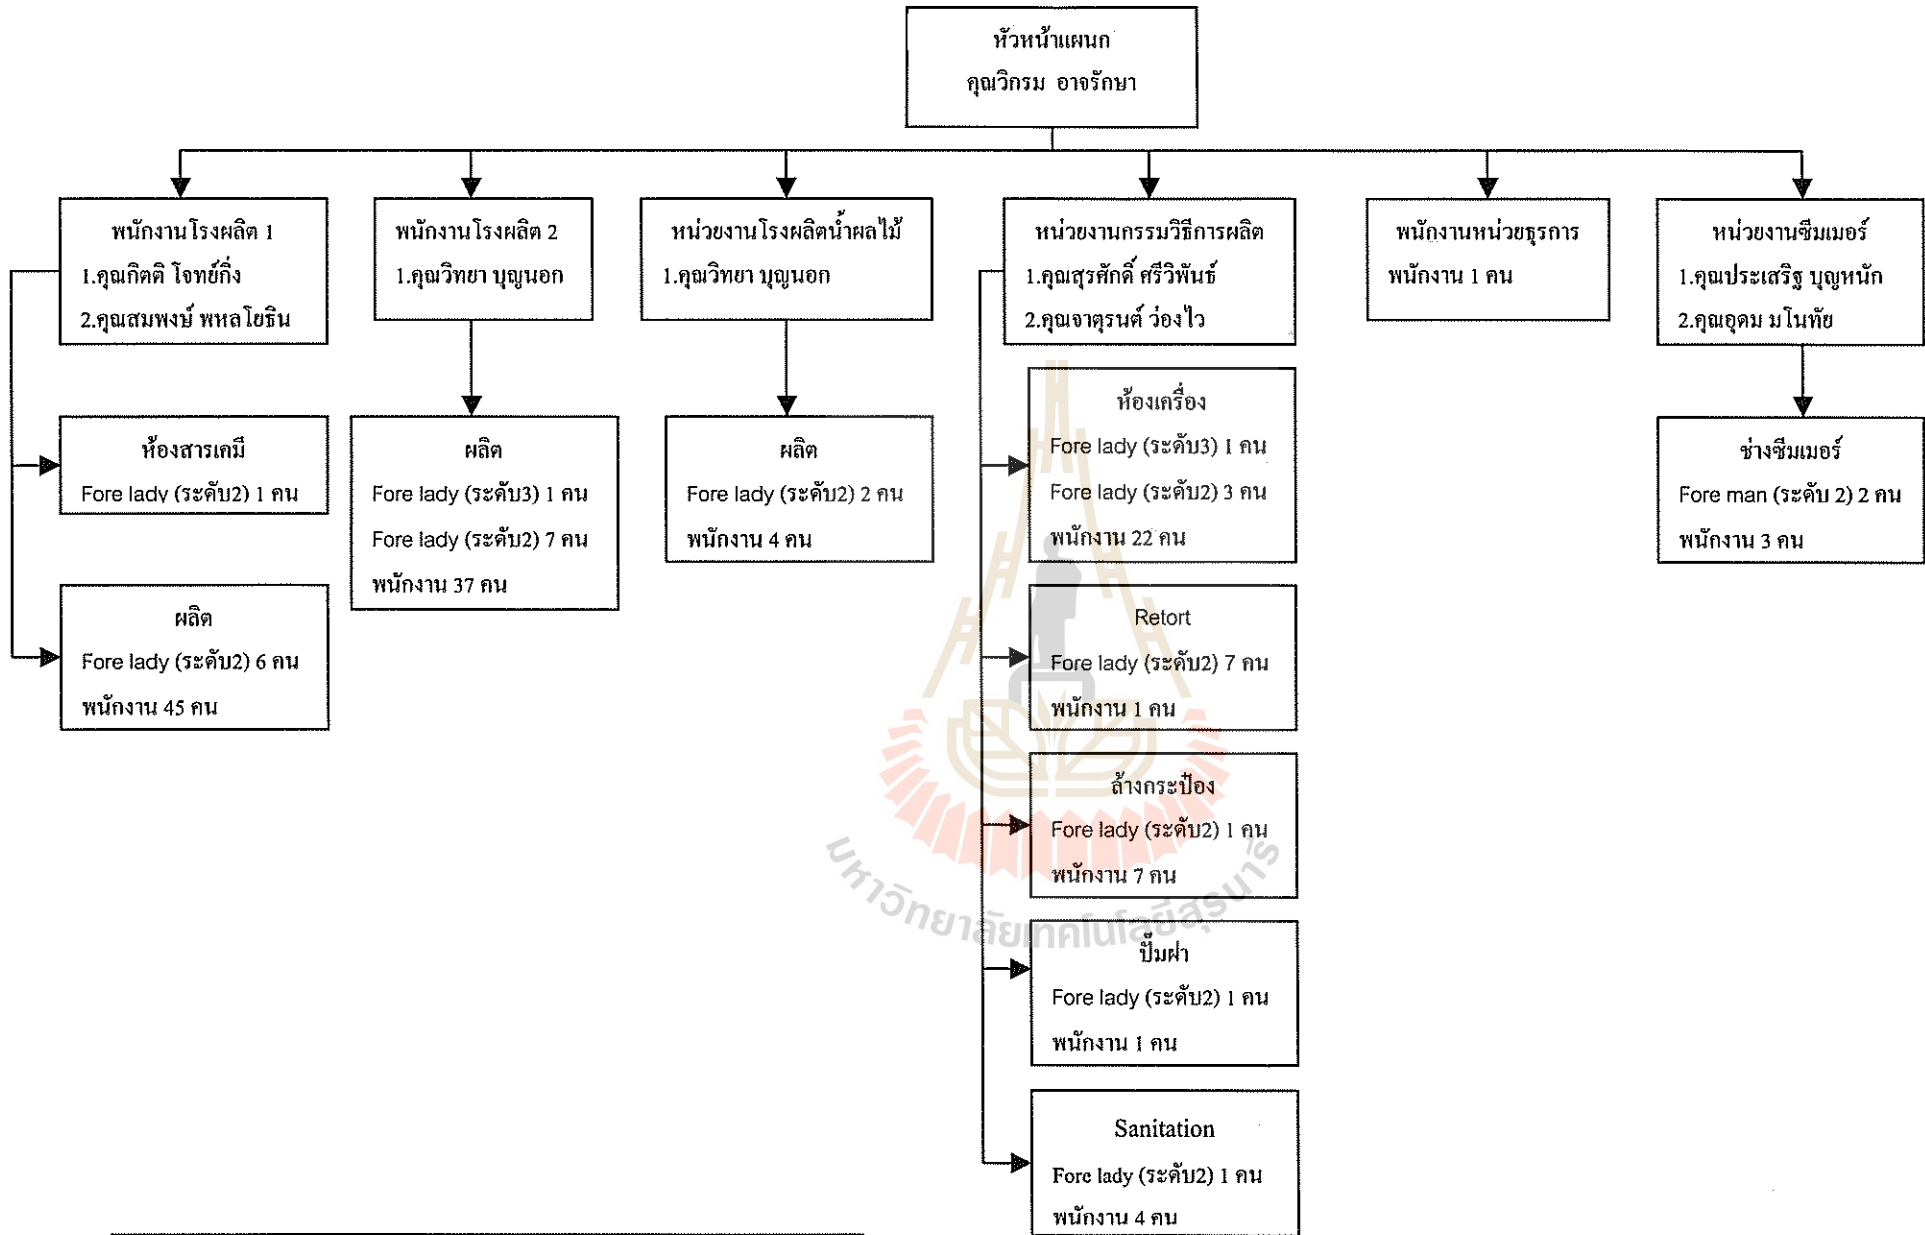 หัวหน้าแผนก
คุณวิกรม อาจรักษา
พนักงานโรงผลิต 1
1.คุณกิตติ โจทย์กิ่ง
2.คุณสมพงษ์ พหลโยธิน
พนักงานโรงผลิต 2
1.คุณวิทยา บุญนอก
หน่วยงานโรงผลิตน้ำผลไม้
1.คุณวิทยา บุญนอก
หน่วยงานกรรมวิธีการผลิต
1.คุณสุรศักดิ์ ศรีวิพันธ์
2.คุณจาตุรนต์ ว่องไว
พนักงานหน่วยธุรการ
พนักงาน 1 คน
หน่วยงานซีมเมอร์
1.คุณประเสริฐ บุญหนัก
2.คุณอุดม มโนทัย
ห้องสารเคมี
Fore lady (ระดับ2) 1 คน
ผลิต
Fore lady (ระดับ2) 6 คน
พนักงาน 45 คน
ผลิต
Fore lady (ระดับ3) 1 คน
Fore lady (ระดับ2) 7 คน
พนักงาน 37 คน
ผลิต
Fore lady (ระดับ2) 2 คน
พนักงาน 4 คน
ห้องเครื่อง
Fore lady (ระดับ3) 1 คน
Fore lady (ระดับ2) 3 คน
พนักงาน 22 คน
Retort
Fore lady (ระดับ2) 7 คน
พนักงาน 1 คน
ล้างกระป๋อง
Fore lady (ระดับ2) 1 คน
พนักงาน 7 คน
ปั๊มฝา
Fore lady (ระดับ2) 1 คน
พนักงาน 1 คน
Sanitation
Fore lady (ระดับ2) 1 คน
พนักงาน 4 คน
ช่างซีมเมอร์
Fore man (ระดับ 2) 2 คน
พนักงาน 3 คน
มหาวิทยาลัยเทคโนโลยีสุรนารี